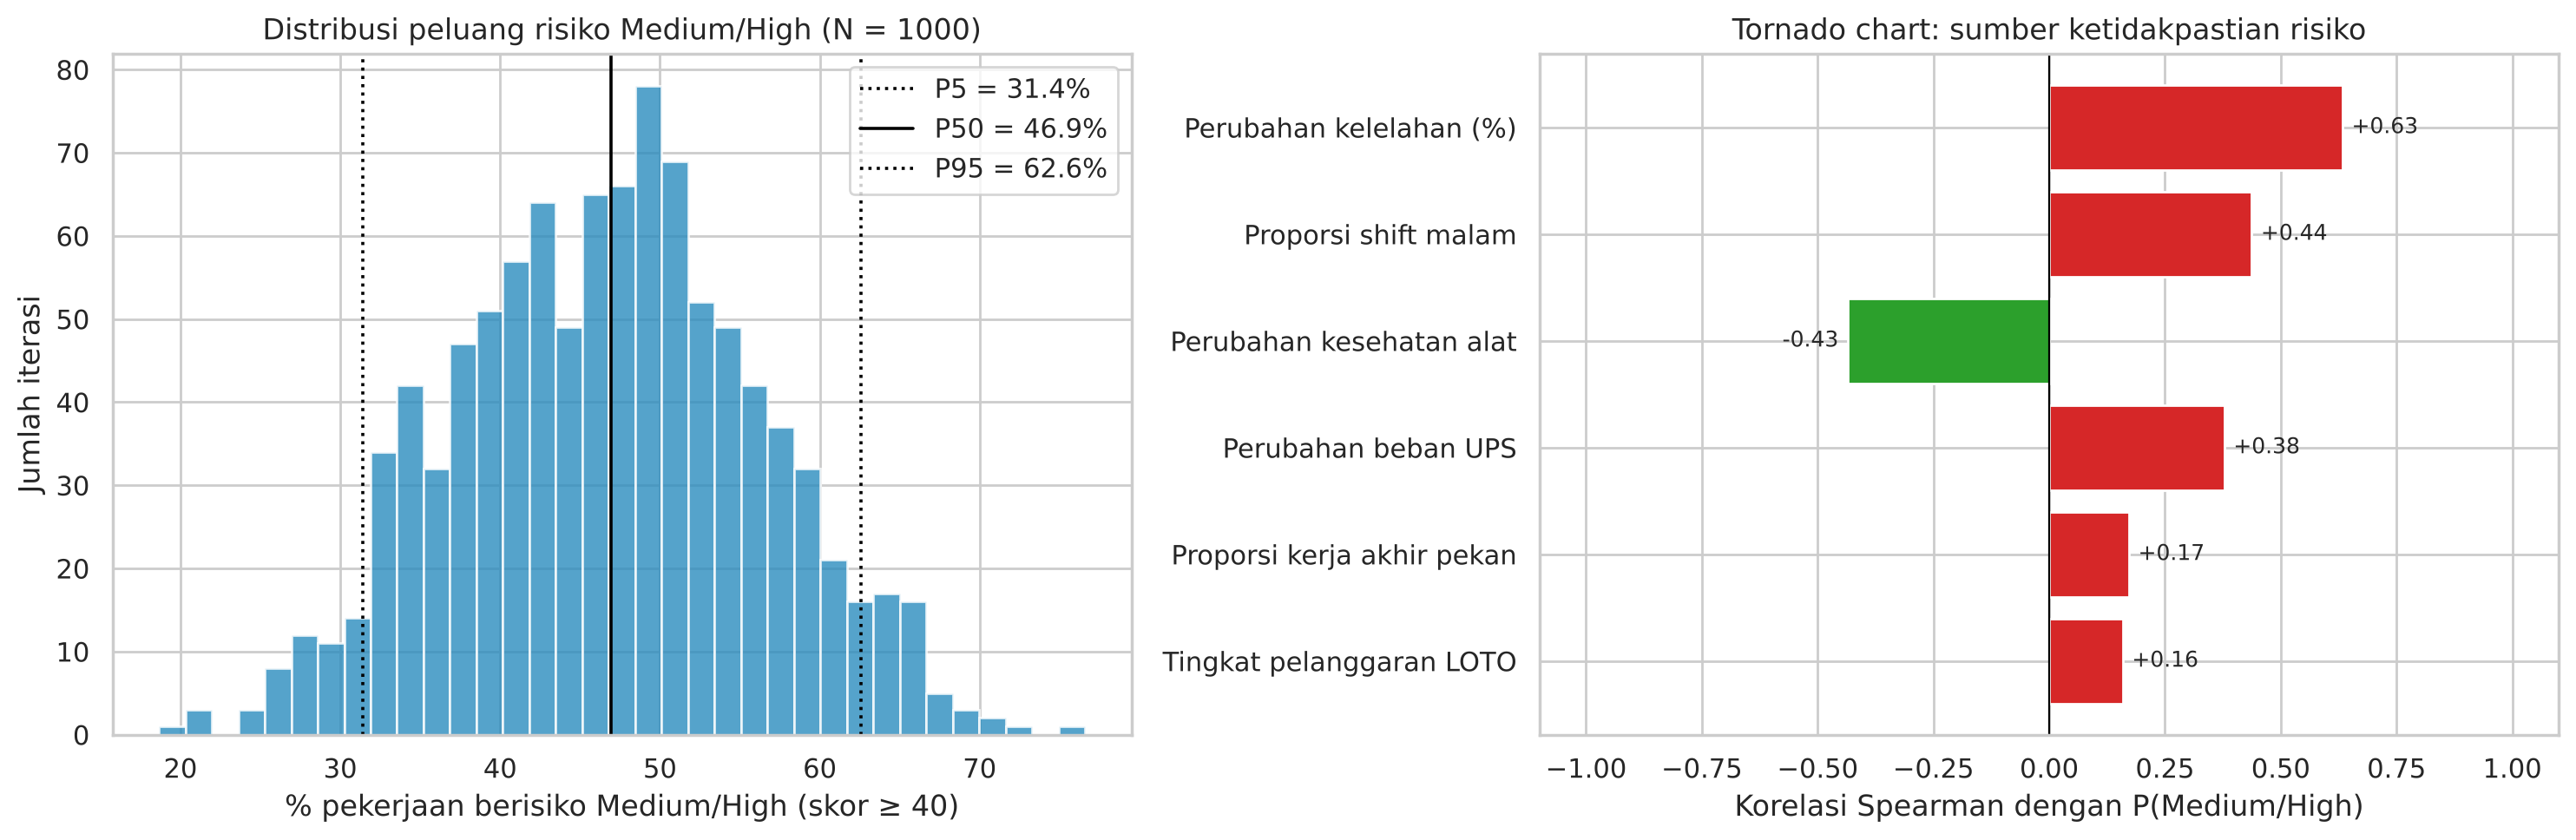 Distribusi peluang risiko Medium/High (N = 1000)
80
70
60
50
40
30
20
10
0
Jumlah iterasi
P5 = 31.4%
P50 = 46.9%
P95 = 62.6%
20 30 40 50 60 70
% pekerjaan berisiko Medium/High (skor ≥ 40)
Tornado chart: sumber ketidakpastian risiko
Perubahan kelelahan (%)
+0.63
Proporsi shift malam
+0.44
Perubahan kesehatan alat
-0.43
Perubahan beban UPS
+0.38
Proporsi kerja akhir pekan
+0.17
Tingkat pelanggaran LOTO
+0.16
−1.00 −0.75 −0.50 −0.25 0.00 0.25 0.50 0.75 1.00
Korelasi Spearman dengan P(Medium/High)